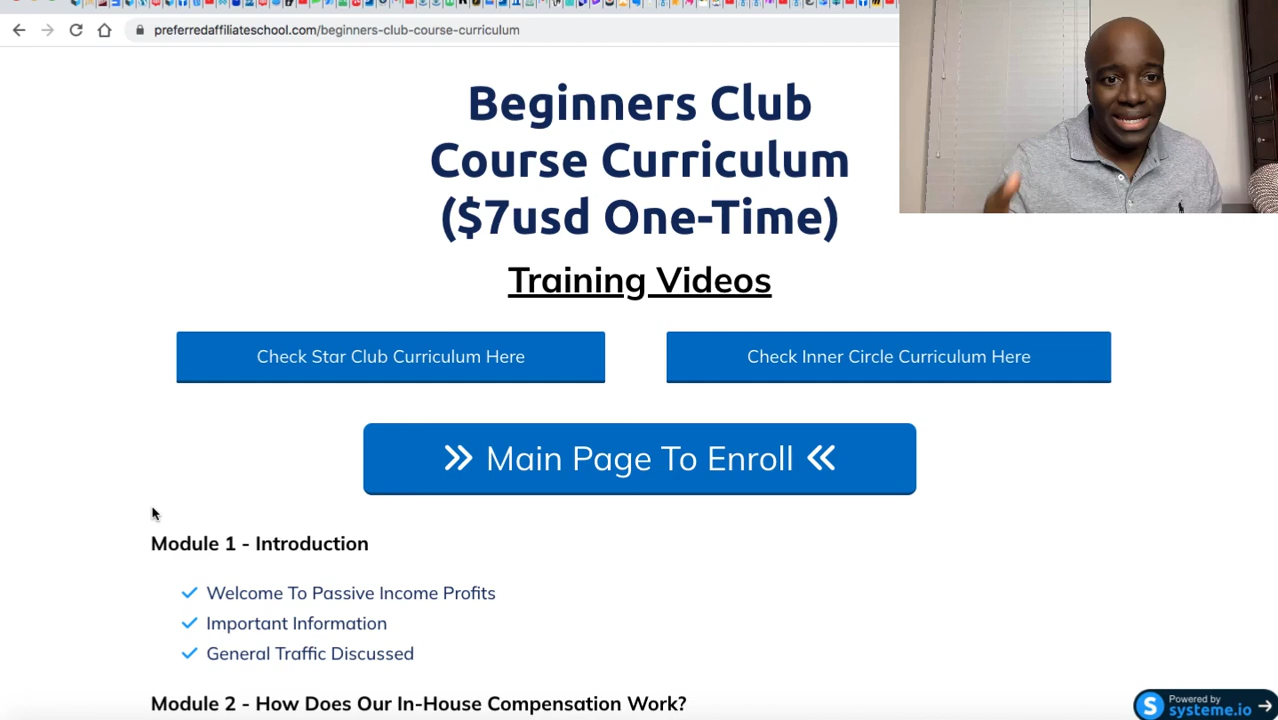 preferredaffiliateschool.com/beginners-club-course-curriculum
Beginners Club
Course Curriculum
($7usd One-Time)
Training Videos
Check Star Club Curriculum Here
Check Inner Circle Curriculum Here
Main Page To Enroll
Module 1 - Introduction
Welcome To Passive Income Profits
Important Information
General Traffic Discussed
Module 2 - How Does Our In-House Compensation Work?
S
Powered by
systeme.io